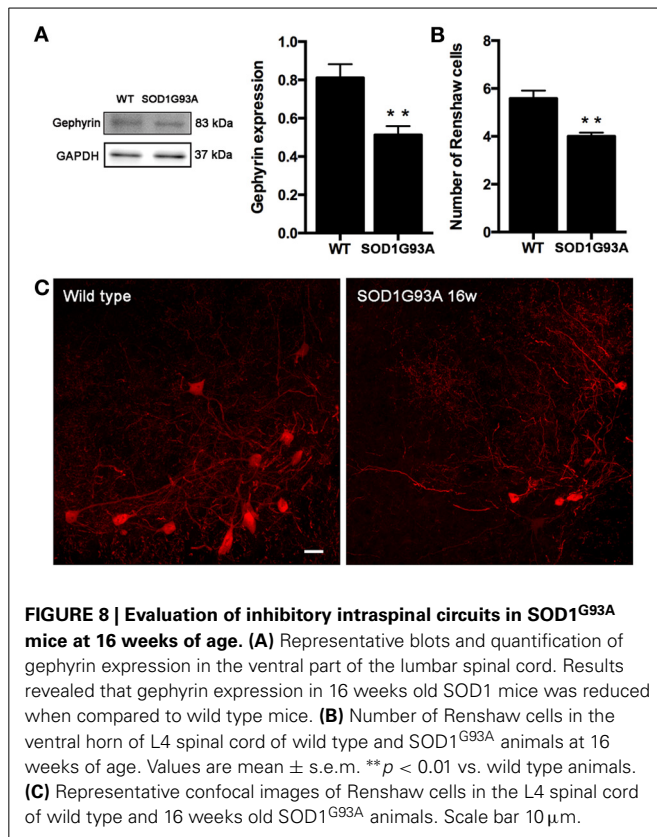 A
WT SOD1G93A
Gephyrin 83 kDa
GAPDH 37 kDa
Gephyrin expression
1.0
0.8
0.6
0.4
0.2
0.0
**
WT SOD1G93A
B
Number of Renshaw cells
8
6
4
2
0
**
WT SOD1G93A
C
Wild type
SOD1G93A 16w
FIGURE 8 | Evaluation of inhibitory intraspinal circuits in SOD1G93A
mice at 16 weeks of age. (A) Representative blots and quantification of
gephyrin expression in the ventral part of the lumbar spinal cord. Results
revealed that gephyrin expression in 16 weeks old SOD1 mice was reduced
when compared to wild type mice. (B) Number of Renshaw cells in the
ventral horn of L4 spinal cord of wild type and SOD1G93A animals at 16
weeks of age. Values are mean ± s.e.m. **p < 0.01 vs. wild type animals.
(C) Representative confocal images of Renshaw cells in the L4 spinal cord
of wild type and 16 weeks old SOD1G93A animals. Scale bar 10 μm.